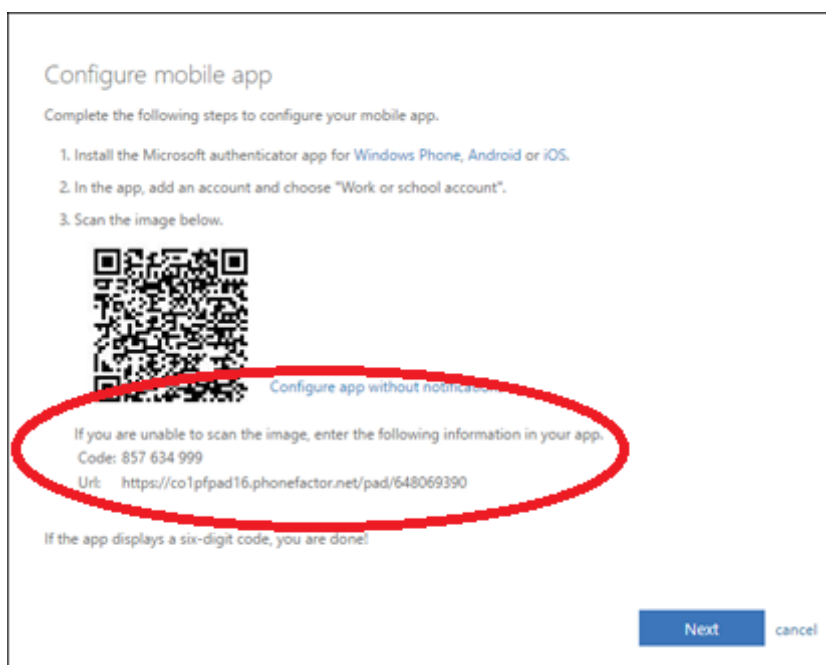 Configure mobile app
Complete the following steps to configure your mobile app.
1. Install the Microsoft authenticator app for Windows Phone, Android or iOS.
2. In the app, add an account and choose "Work or school account".
3. Scan the image below.
Configure app without notifications
If you are unable to scan the image, enter the following information in your app.
Code: 857 634 999
Url: https://co1pfpad16.phonefactor.net/pad/648069390
If the app displays a six-digit code, you are done!
Next cancel